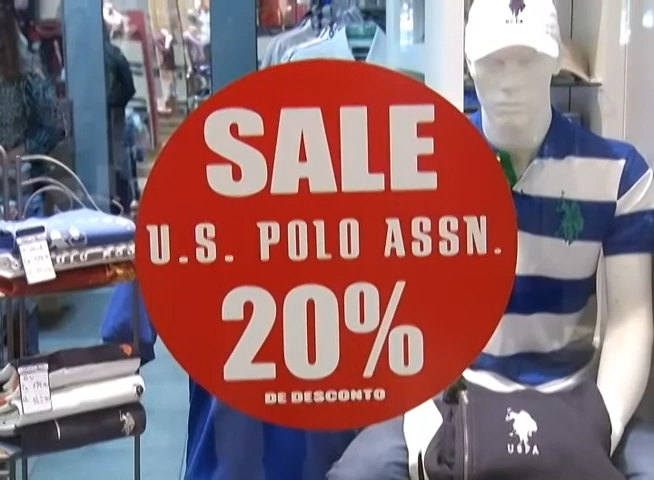 SALE
U.S. POLO ASSN.
20%
DE DESCONTO
USPA